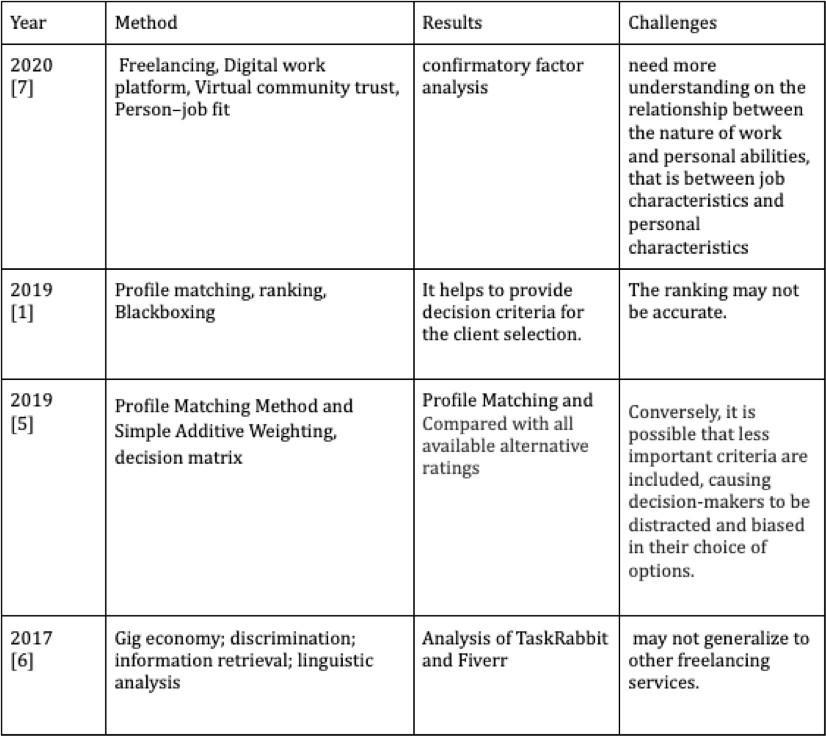 Year Method Results Challenges
2020
[7]
Freelancing, Digital work
platform, Virtual community trust,
Person–job fit
confirmatory factor
analysis
need more
understanding on the
relationship between
the nature of work
and personal abilities,
that is between job
characteristics and
personal
characteristics
2019
[1]
Profile matching, ranking,
Blackboxing
It helps to provide
decision criteria for
the client selection.
The ranking may not
be accurate.
2019
[5]
Profile Matching Method and
Simple Additive Weighting,
decision matrix
Profile Matching and
Compared with all
available alternative
ratings
Conversely, it is
possible that less
important criteria are
included, causing
decision-makers to be
distracted and biased
in their choice of
options.
2017
[6]
Gig economy; discrimination;
information retrieval; linguistic
analysis
Analysis of TaskRabbit
and Fiverr
may not generalize to
other freelancing
services.